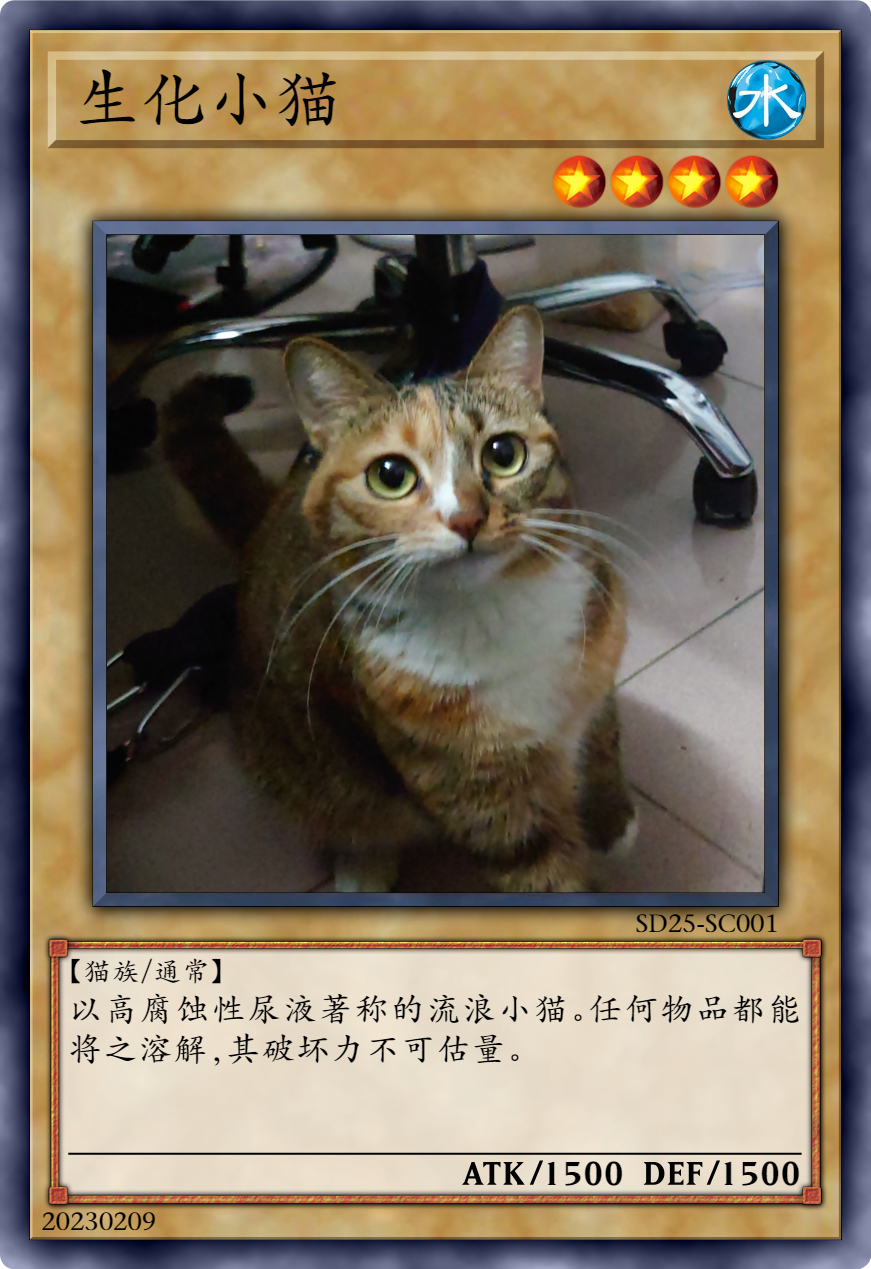 生化小猫
水
SD25-SC001
【猫族/通常】
以高腐蚀性尿液著称的流浪小猫。任何物品都能
将之溶解,其破坏力不可估量。
ATK/1500 DEF/1500
20230209